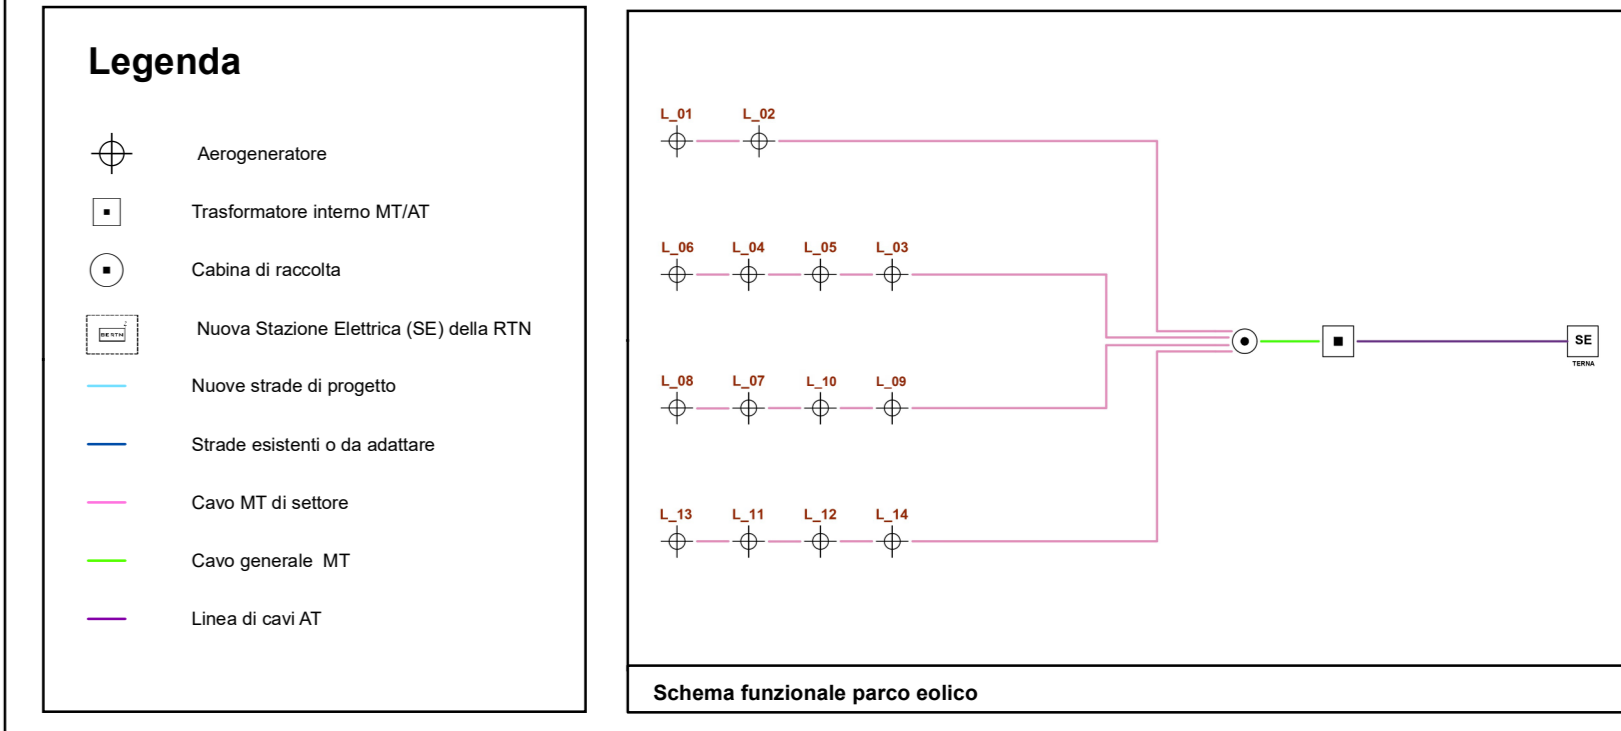 Legenda
Aerogeneratore
Trasformatore interno MT/AT
Cabina di raccolta
SE RTN
Nuova Stazione Elettrica (SE) della RTN
Nuove strade di progetto
Strade esistenti o da adattare
Cavo MT di settore
Cavo generale MT
Linea di cavi AT
L_01 L_02
L_06 L_04 L_05 L_03
SE
TERNA
L_08 L_07 L_10 L_09
L_13 L_11 L_12 L_14
Schema funzionale parco eolico